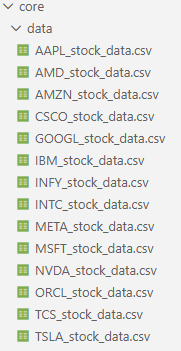 core
data
AAPL_stock_data.csv
AMD_stock_data.csv
AMZN_stock_data.csv
CSCO_stock_data.csv
GOOGL_stock_data.csv
IBM_stock_data.csv
INFY_stock_data.csv
INTC_stock_data.csv
META_stock_data.csv
MSFT_stock_data.csv
NVDA_stock_data.csv
ORCL_stock_data.csv
TCS_stock_data.csv
TSLA_stock_data.csv